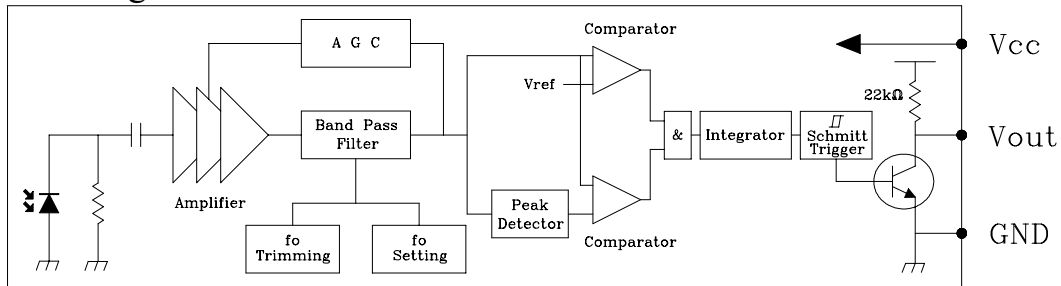 A G C
Comparator
Vcc
Vref
22kΩ
Band Pass
Filter
&
Integrator
Schmitt
Trigger
Vout
Amplifier
Peak
Detector
fo
Trimming
fo
Setting
Comparator
GND